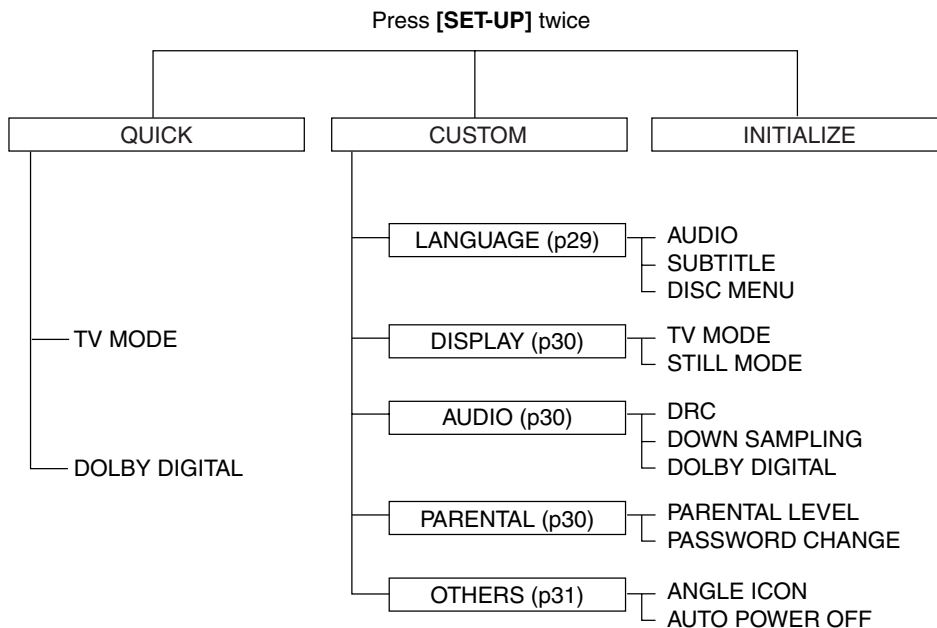 Press [SET-UP] twice
QUICK
CUSTOM
INITIALIZE
TV MODE
DOLBY DIGITAL
LANGUAGE (p29)
AUDIO
SUBTITLE
DISC MENU
DISPLAY (p30)
TV MODE
STILL MODE
AUDIO (p30)
DRC
DOWN SAMPLING
DOLBY DIGITAL
PARENTAL (p30)
PARENTAL LEVEL
PASSWORD CHANGE
OTHERS (p31)
ANGLE ICON
AUTO POWER OFF